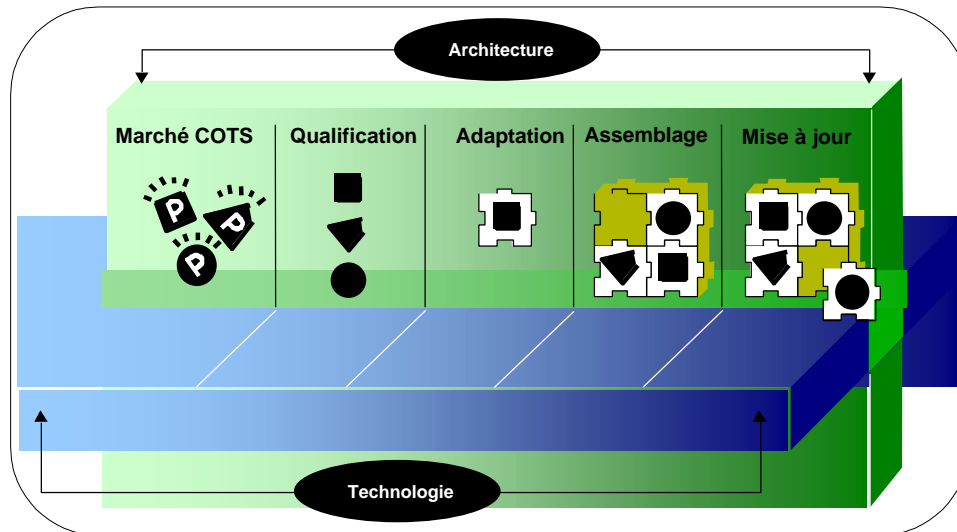 Architecture
Marché COTS
Qualification
Adaptation
Assemblage
Mise à jour
P
P
P
Technologie